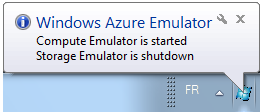 Windows Azure Emulator
Compute Emulator is started
Storage Emulator is shutdown
FR